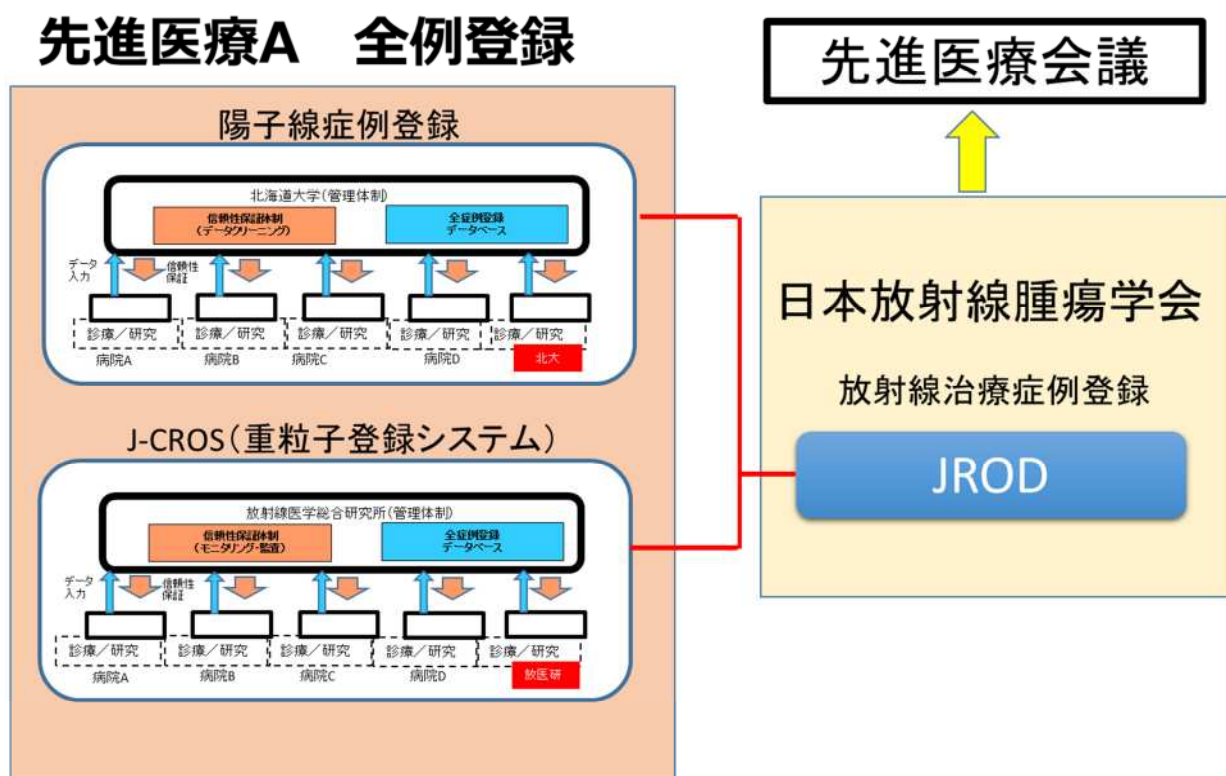 先進医療A 全例登録
陽子線症例登録
北海道大学(管理体制)
信頼性保証体制
(データクリーニング)
全症例登録
データベース
データ
入力
信頼性
保証
診療/研究
診療/研究
診療/研究
診療/研究
診療/研究
病院A
病院B
病院C
病院D
北大
J-CROS(重粒子登録システム)
放射線医学総合研究所(管理体制)
信頼性保証体制
(モニタリング・監査)
全症例登録
データベース
データ
入力
信頼性
保証
診療/研究
診療/研究
診療/研究
診療/研究
診療/研究
病院A
病院B
病院C
病院D
放医研
先進医療会議
日本放射線腫瘍学会
放射線治療症例登録
JROD